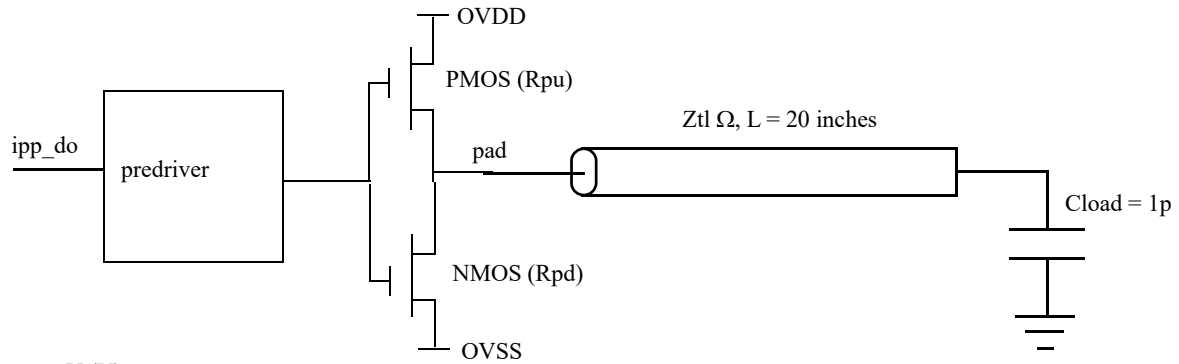 OVDD
PMOS (Rpu)
Ztl Ω, L = 20 inches
ipp_do
predriver
pad
Cload = 1p
NMOS (Rpd)
OVSS